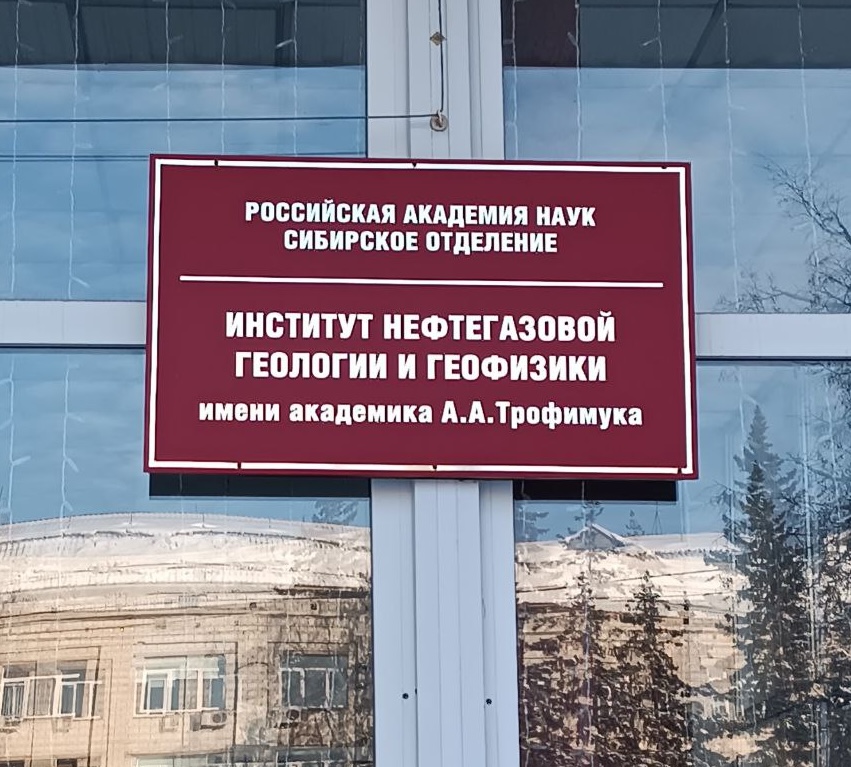 РОССИЙСКАЯ АКАДЕМИЯ НАУК
СИБИРСКОЕ ОТДЕЛЕНИЕ
ИНСТИТУТ НЕФТЕГАЗОВОЙ
ГЕОЛОГИИ И ГЕОФИЗИКИ
имени академика А.А.Трофимука